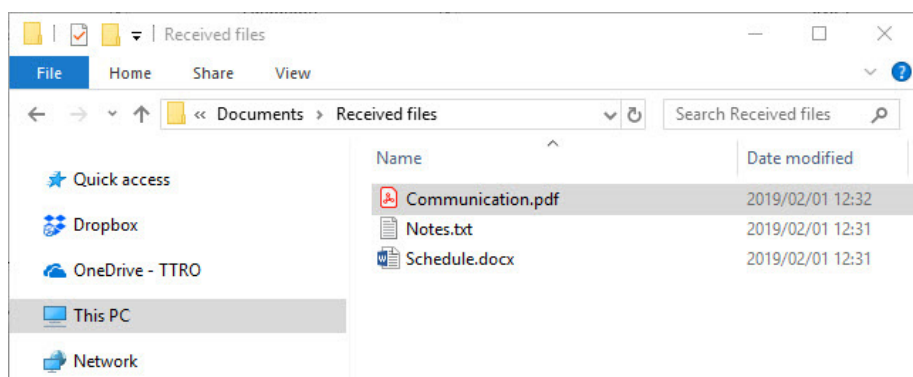 Received files
File Home Share View
« Documents > Received files
Search Received files
Name Date modified
Quick access
Communication.pdf 2019/02/01 12:32
Dropbox
Notes.txt 2019/02/01 12:31
OneDrive - TTRO
Schedule.docx 2019/02/01 12:31
This PC
Network